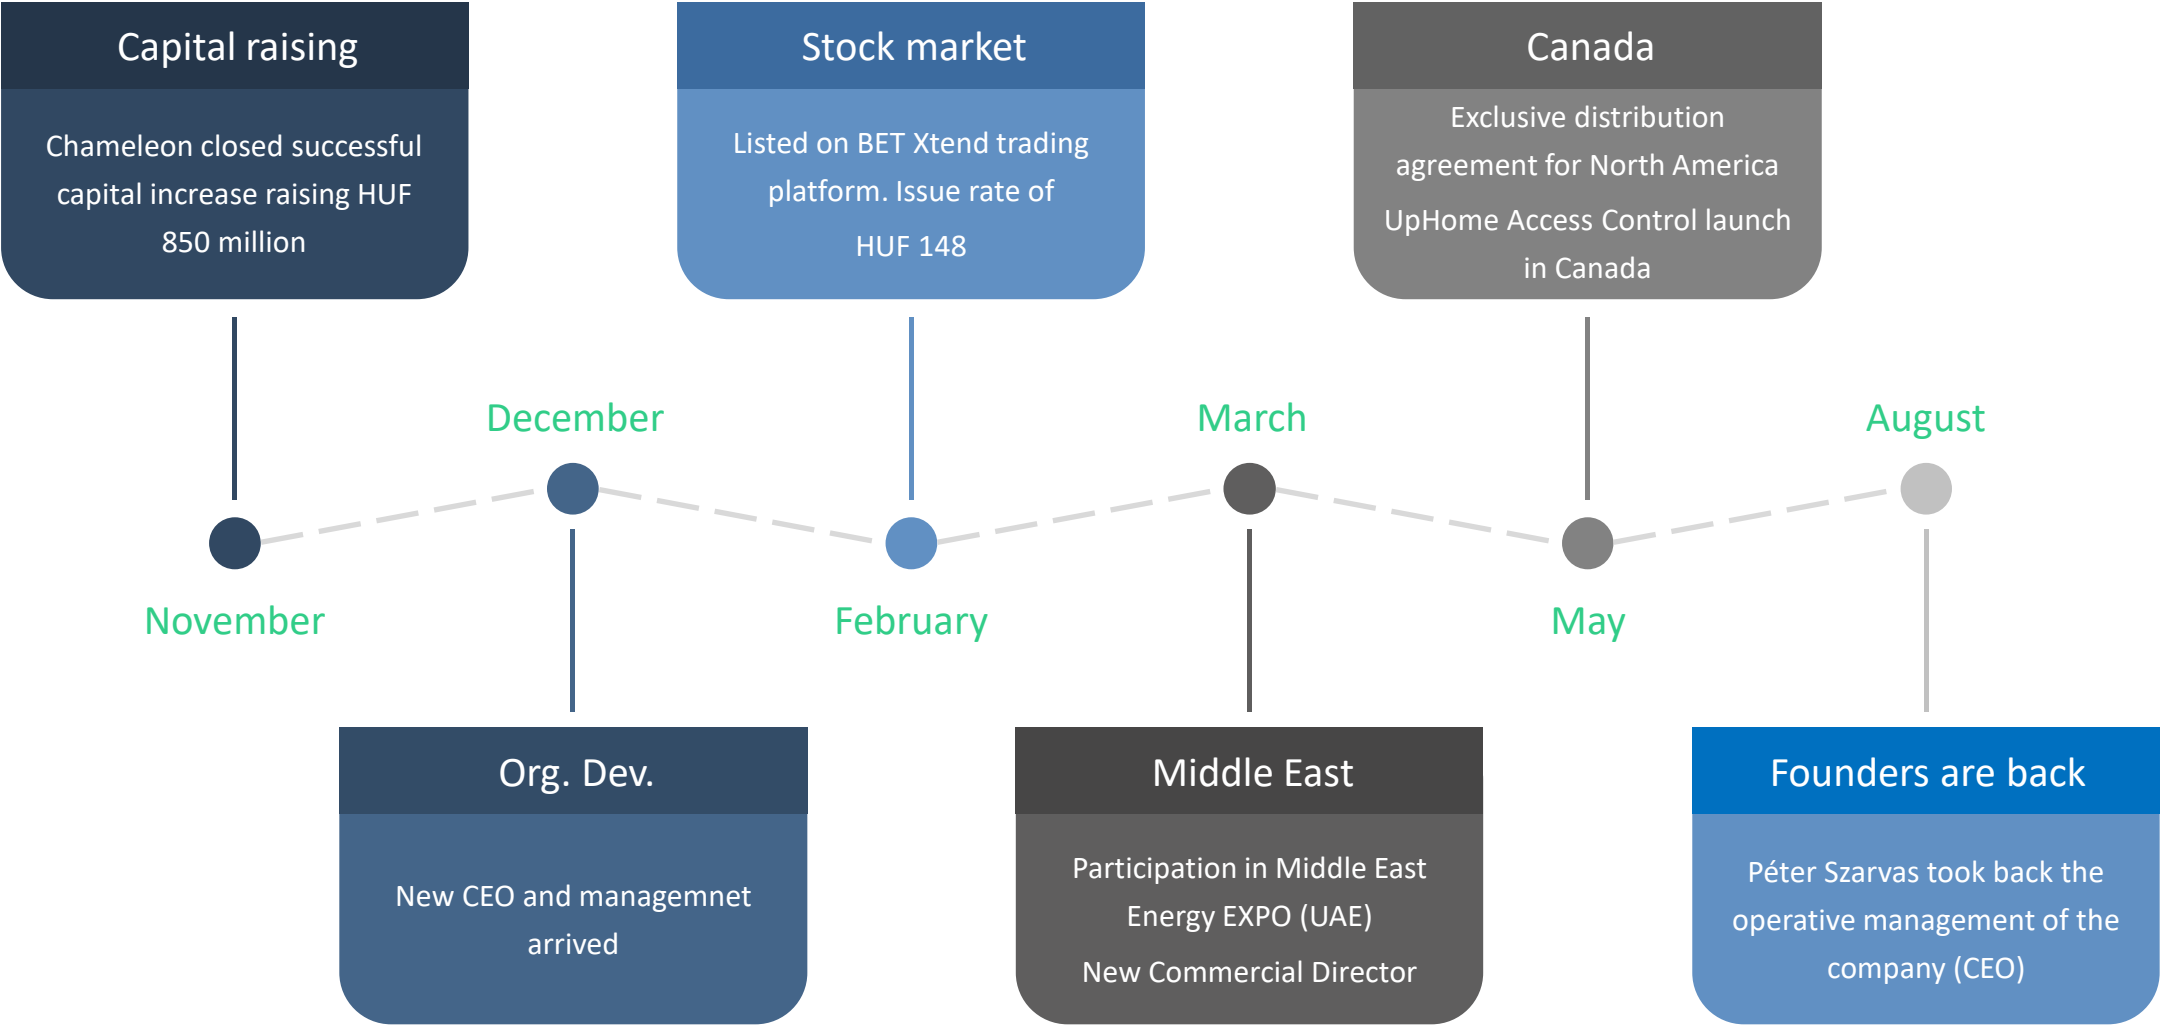 Capital raising
Chameleon closed successful
capital increase raising HUF
850 million
Stock market
Listed on BET Xtend trading
platform. Issue rate of
HUF 148
Canada
Exclusive distribution
agreement for North America
UpHome Access Control launch
in Canada
December
March
August
November
February
May
Org. Dev.
New CEO and managemnet
arrived
Middle East
Participation in Middle East
Energy EXPO (UAE)
New Commercial Director
Founders are back
Péter Szarvas took back the
operative management of the
company (CEO)